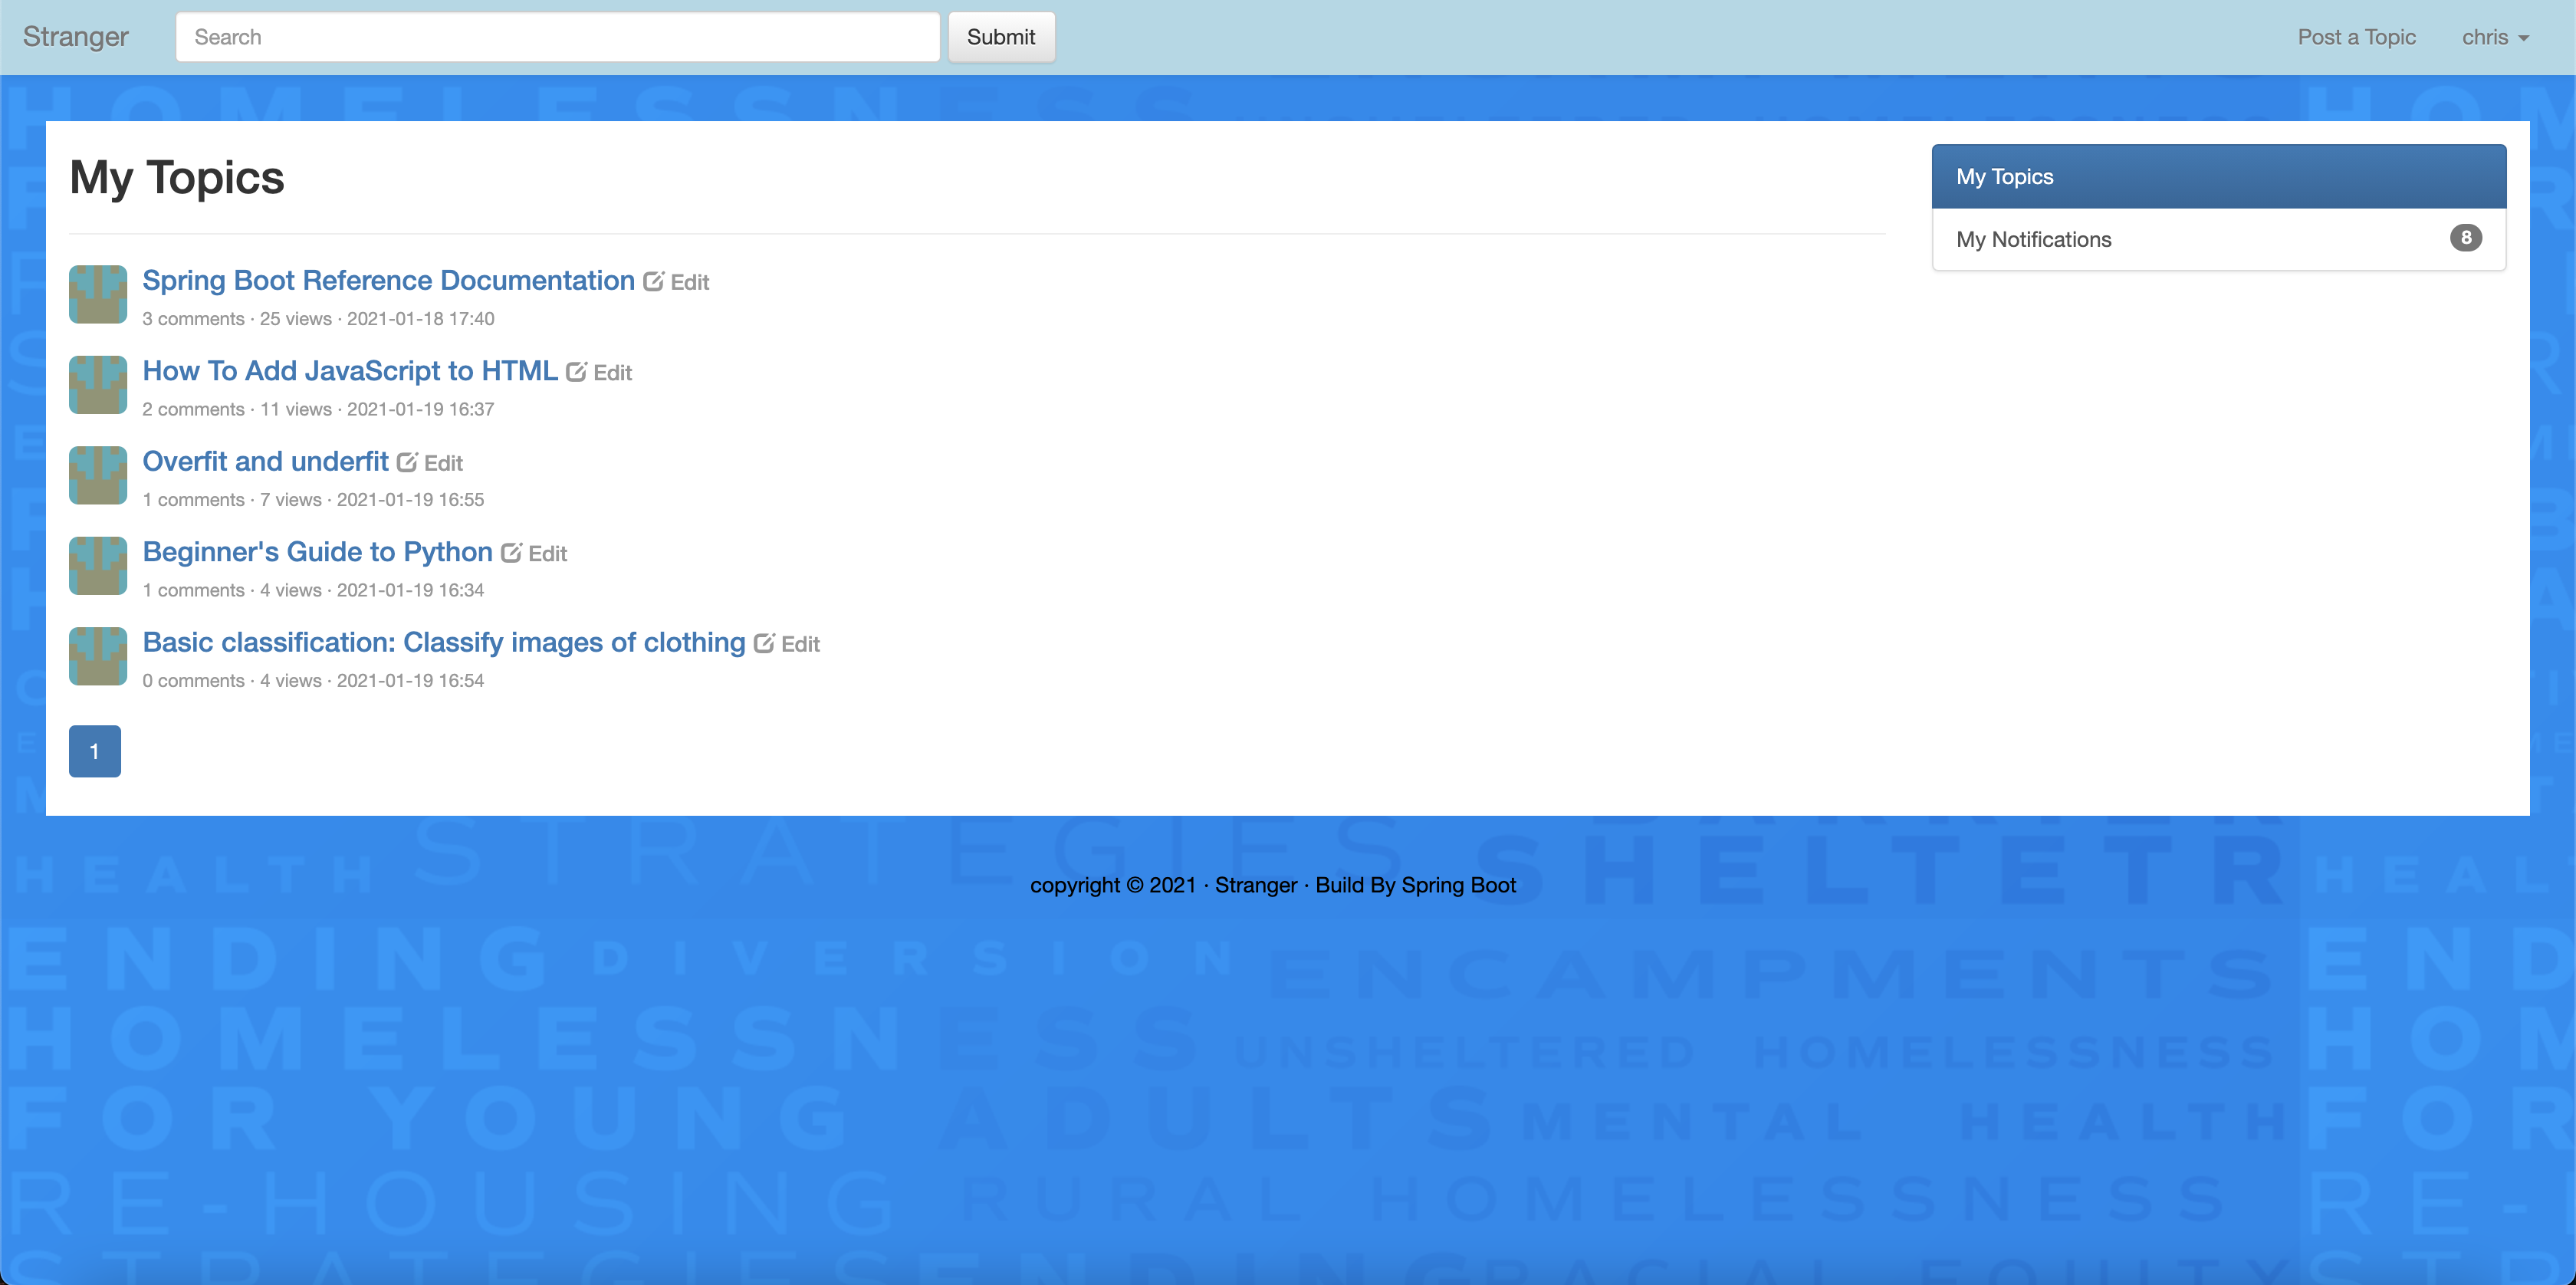 Stranger Search Submit Post a Topic chris
My Topics
Spring Boot Reference Documentation Edit
3 comments · 25 views · 2021-01-18 17:40
How To Add JavaScript to HTML Edit
2 comments · 11 views · 2021-01-19 16:37
Overfit and underfit Edit
1 comments · 7 views · 2021-01-19 16:55
Beginner's Guide to Python Edit
1 comments · 4 views · 2021-01-19 16:34
Basic classification: Classify images of clothing Edit
0 comments · 4 views · 2021-01-19 16:54
1
My Topics
My Notifications 8
HEALTH STRATEGIES SHELTETR HEAL
copyright © 2021 · Stranger · Build By Spring Boot
ENDING DIVERSION ENCAMPMENTS END
HOMELESSNESS UNSHELTERED HOMELESSNESS HOM
FOR YOUNG ADULTS MENTAL HEALTH FOR
RE-HOUSING RURAL HOMELESSNESS RE-
STRATEGIES ENDING RACIAL EQUITY STR